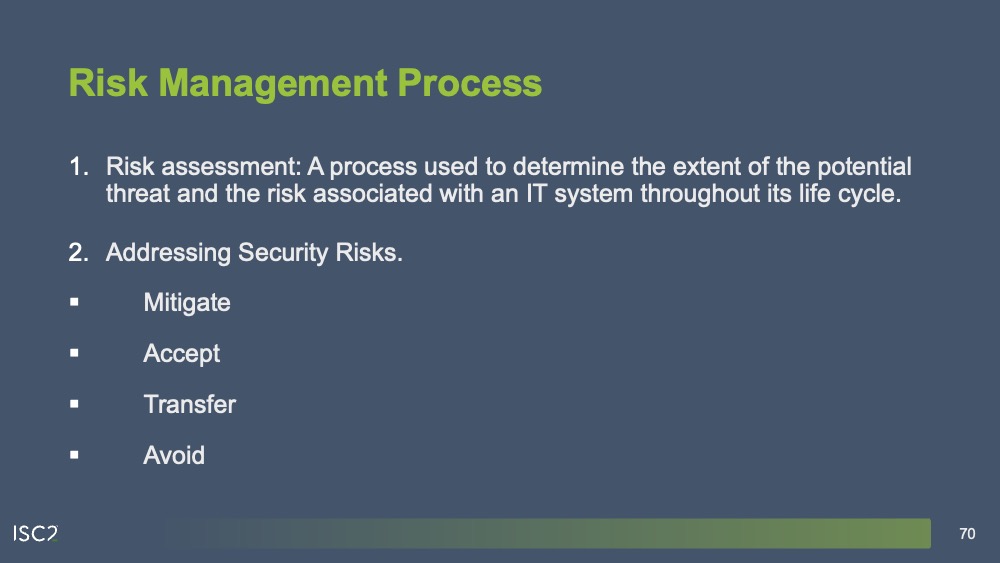 Risk Management Process
1. Risk assessment: A process used to determine the extent of the potential
threat and the risk associated with an IT system throughout its life cycle.
2. Addressing Security Risks.
▪ Mitigate
▪ Accept
▪ Transfer
▪ Avoid
ISC2
70